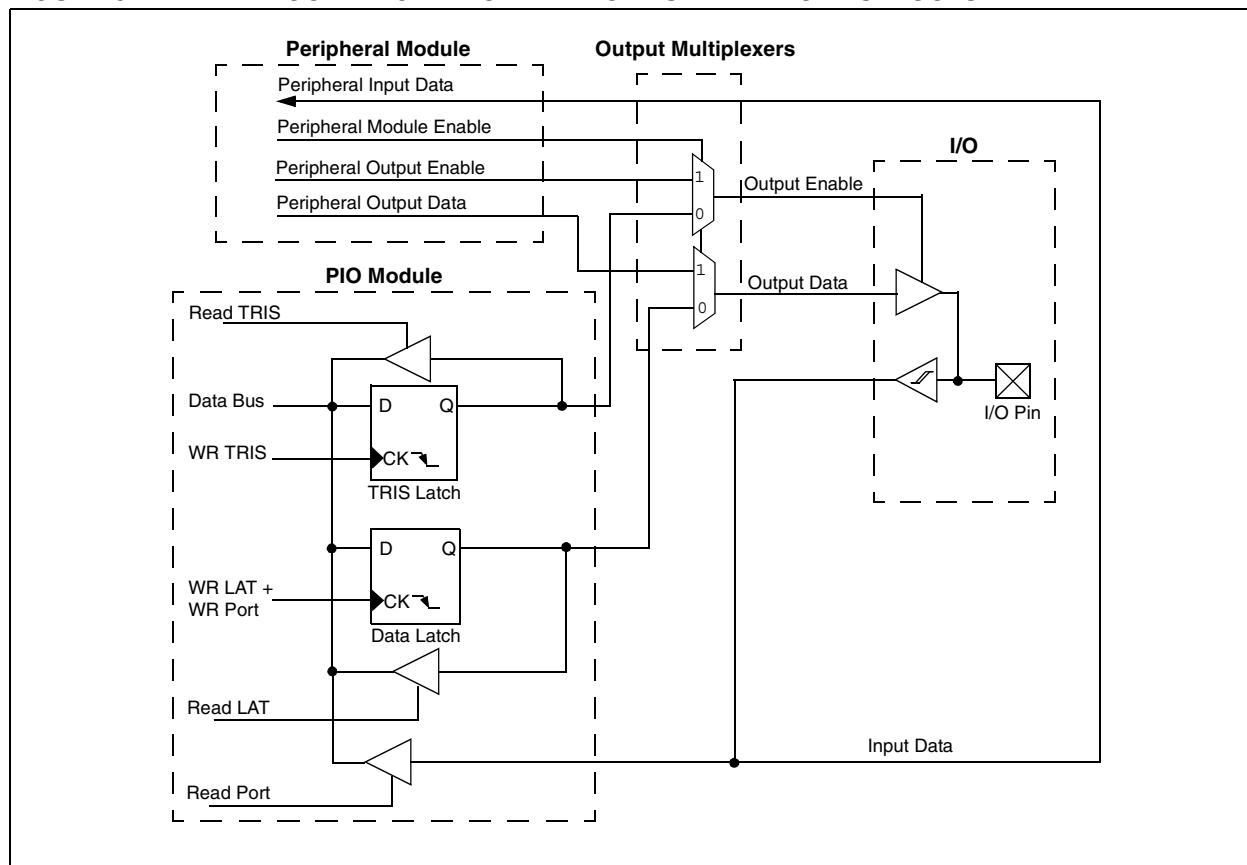 Peripheral Module
Output Multiplexers
Peripheral Input Data
Peripheral Module Enable
Peripheral Output Enable
Peripheral Output Data
1
0
1
0
Output Enable
Output Data
I/O
I/O Pin
PIO Module
Read TRIS
Data Bus
D Q
WR TRIS
CK
TRIS Latch
D Q
WR LAT +
WR Port
CK
Data Latch
Read LAT
Read Port
Input Data